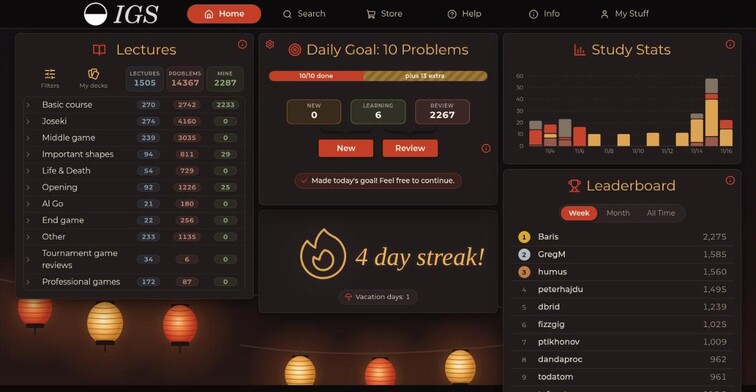 IGS
Home
Search
Store
Help
Info
My Stuff
Lectures
Filters
My decks
LECTURES 1505
PROBLEMS 14367
MINE 2287
Basic course 270 2742 2233
Joseki 274 4160 0
Middle game 239 3035 0
Important shapes 94 811 29
Life & Death 54 729 0
Opening 92 1226 25
AI Go 21 180 0
End game 22 256 0
Other 233 1135 0
Tournament game
reviews 34 6 0
Professional games 172 87 0
Daily Goal: 10 Problems
10/10 done
plus 13 extra
NEW 0
LEARNING 6
REVIEW 2267
New
Review
Made today's goal! Feel free to continue.
4 day streak!
Vacation days: 1
Study Stats
60
50
40
30
20
10
0
11/4 11/6 11/8 11/10 11/12 11/14 11/16
Leaderboard
Week Month All Time
1 Baris 2,275
2 GregM 1,585
3 humus 1,560
4 peterhajdu 1,495
5 dbrid 1,239
6 fizzgig 1,025
7 ptikhonov 1,009
8 dandaproc 962
9 todatom 961